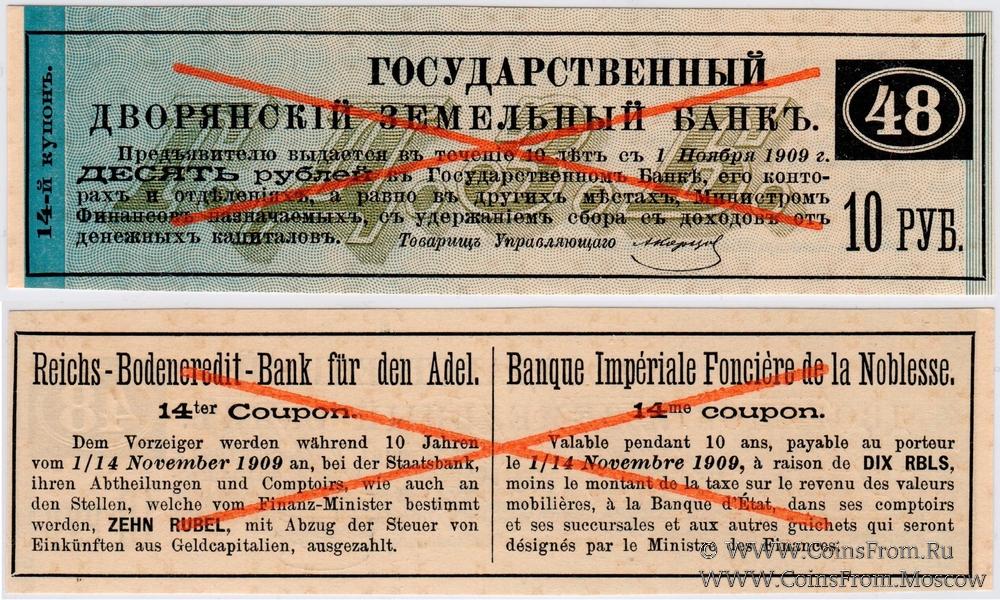 14-й купонъ.
ГОСУДАРСТВЕННЫЙ
ДВОРЯНСКІЙ ЗЕМЕЛЬНЫЙ БАНКЪ.
48
Предъявителю выдается въ теченіе 10 лѣтъ съ 1 Ноября 1909 г.
ДЕСЯТЬ рублей въ Государственномъ Банкѣ, его конто-
рахъ и отдѣленіяхъ, а равно въ другихъ мѣстахъ, Министромъ
Финансовъ назначаемыхъ, съ удержаніемъ сбора съ доходовъ отъ
денежныхъ капиталовъ.
Товарищъ Управляющаго
10 РУБ.
Reichs-Bodencredit-Bank für den Adel.
14ter Coupon.
Dem Vorzeiger werden während 10 Jahren
vom 1/14 November 1909 an, bei der Staatsbank,
ihren Abtheilungen und Comptoirs, wie auch an
den Stellen, welche vom Finanz-Minister bestimmt
werden, ZEHN RUBEL, mit Abzug der Steuer von
Einkünften aus Geldcapitalien, ausgezahlt.
Banque Impériale Foncière de la Noblesse.
14me coupon.
Valable pendant 10 ans, payable au porteur
le 1/14 Novembre 1909, à raison de DIX RBLS,
moins le montant de la taxe sur le revenu des valeurs
mobilières, à la Banque d'État, dans ses comptoirs
et ses succursales et aux autres guichets qui seront
désignés par le Ministre des Finances.
© WWW.CoinsFrom.Ru
WWW.CoinsFrom.Moscow